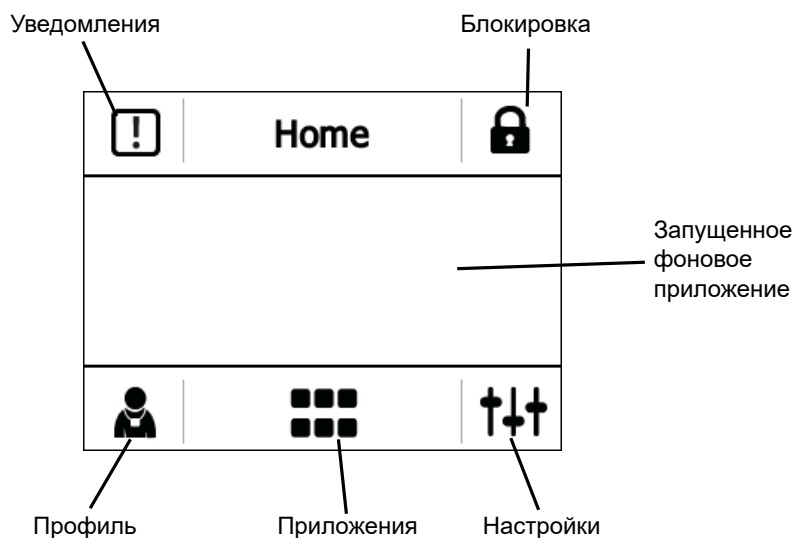 Уведомления
Блокировка
Home
Запущенное
фоновое
приложение
Профиль
Приложения
Настройки